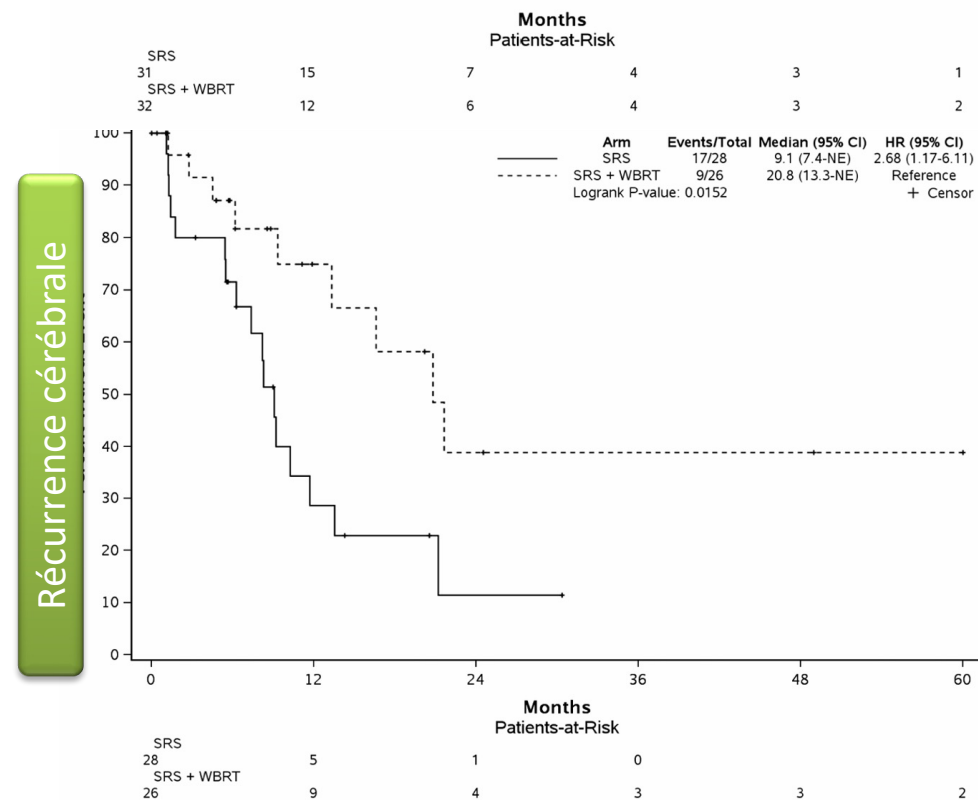 Months
Patients-at-Risk
SRS
31 15 7 4 3 1
SRS + WBRT
32 12 6 4 3 2
100
Arm Events/Total Median (95% CI) HR (95% CI)
SRS 17/28 9.1 (7.4-NE) 2.68 (1.17-6.11)
SRS + WBRT 9/26 20.8 (13.3-NE) Reference
Logrank P-value: 0.0152 + Censor
90
80
70
60
50
40
30
20
10
0
Récurrence cérébrale
0 12 24 36 48 60
Months
Patients-at-Risk
SRS
28 5 1 0
SRS + WBRT
26 9 4 3 3 2